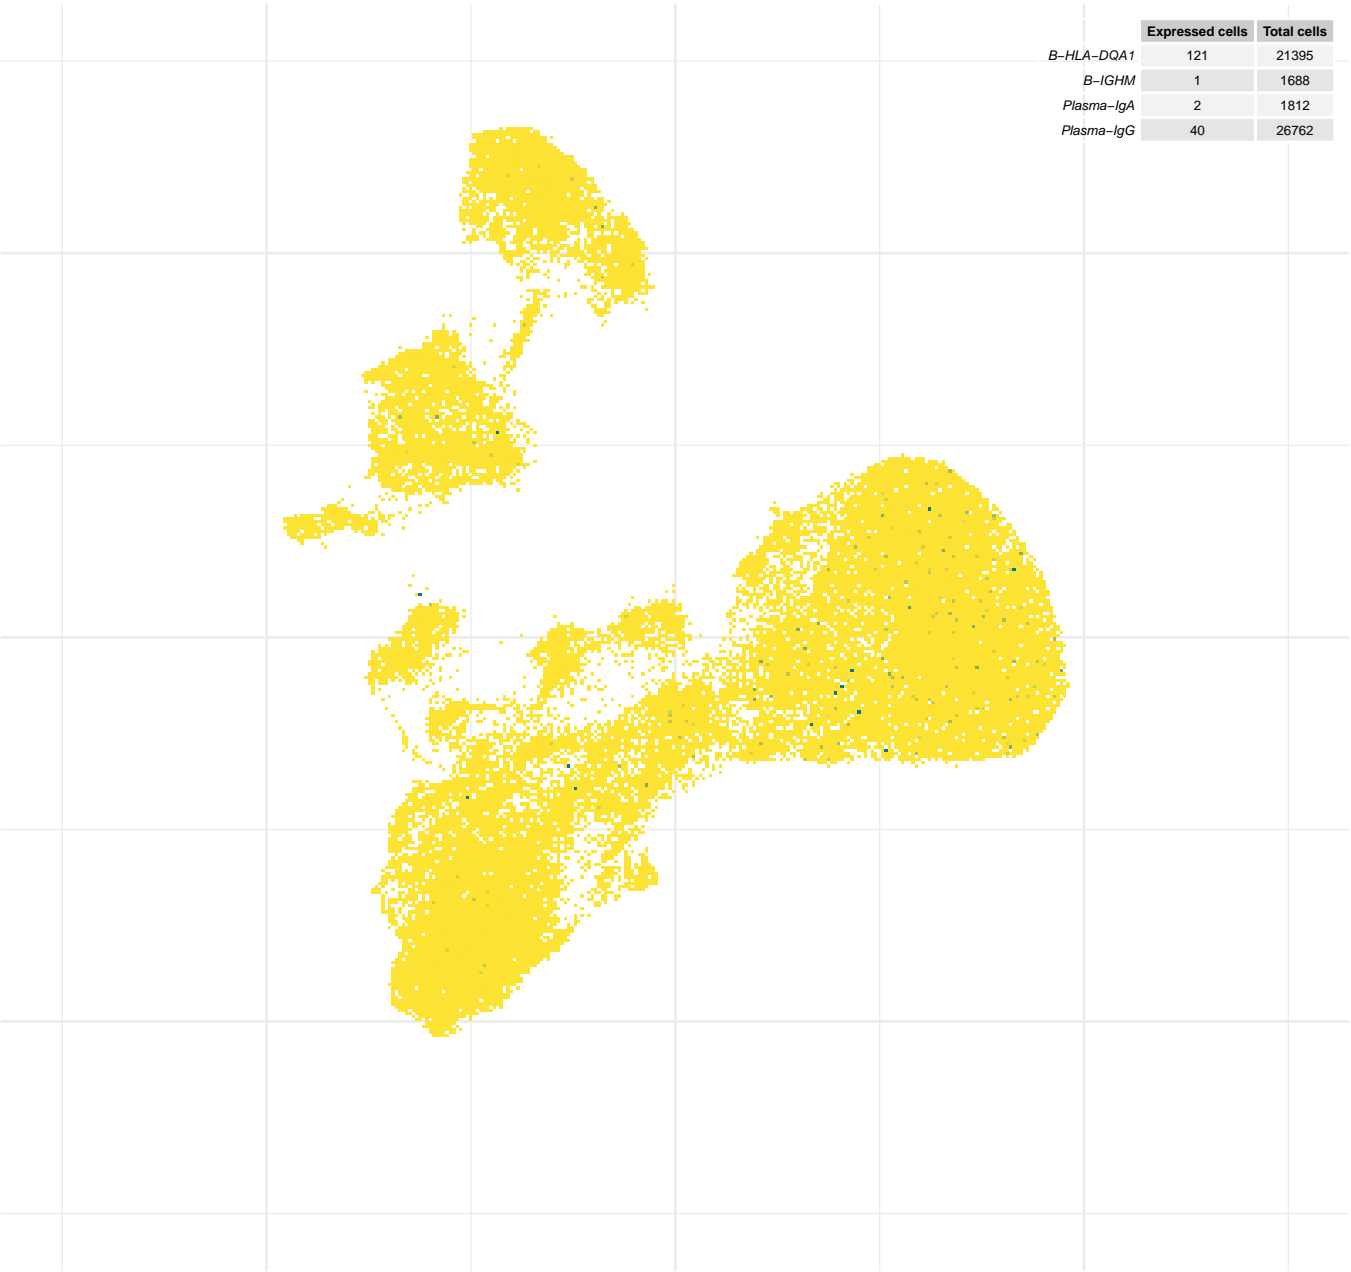 Expressed cells Total cells
B−HLA−DQA1 121 21395
B−IGHM 1 1688
Plasma−IgA 2 1812
Plasma−IgG 40 26762